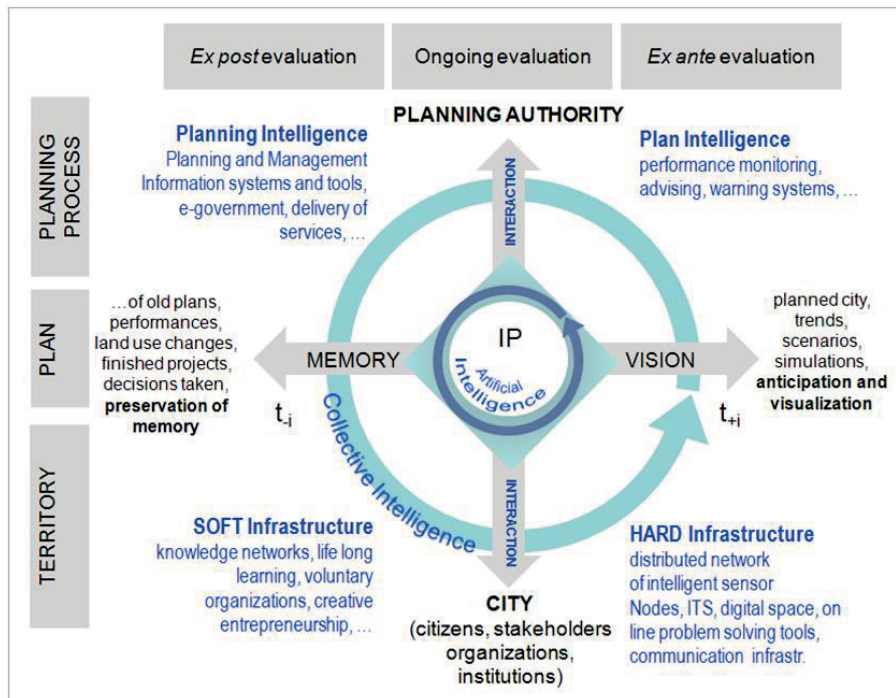 Ex post evaluation
Ongoing evaluation
Ex ante evaluation
PLANNING
PROCESS
PLAN
TERRITORY
PLANNING AUTHORITY
Planning Intelligence
Planning and Management
Information systems and tools,
e-government, delivery of
services, …
Plan Intelligence
performance monitoring,
advising, warning systems, …
INTERACTION
…of old plans,
performances,
land use changes,
finished projects,
decisions taken,
preservation of
memory
MEMORY
t-i
IP
Artificial
Intelligence
VISION
t+i
planned city,
trends,
scenarios,
simulations,
anticipation and
visualization
Collective Intelligence
INTERACTION
SOFT Infrastructure
knowledge networks, life long
learning, voluntary
organizations, creative
entrepreneurship, …
HARD Infrastructure
distributed network
of intelligent sensor
Nodes, ITS, digital space, on
line problem solving tools,
communication infrastr.
CITY
(citizens, stakeholders
organizations,
institutions)